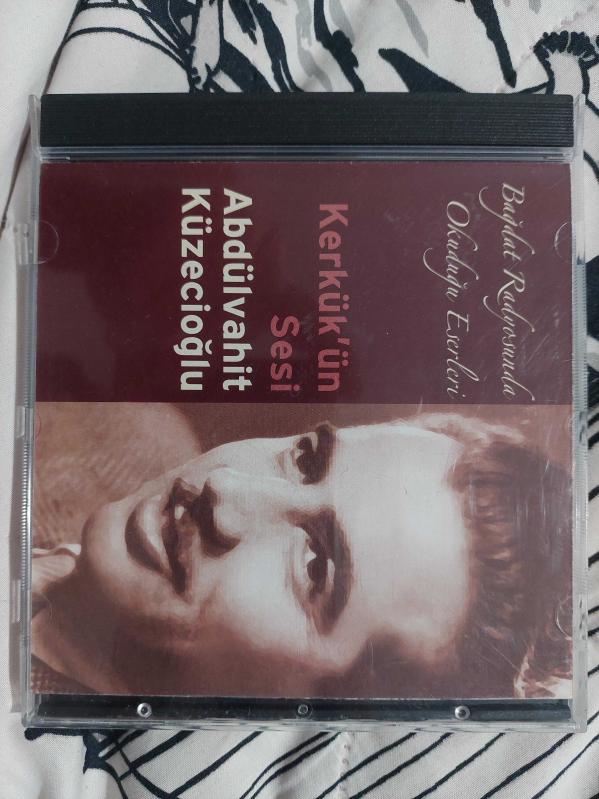 Bağdat Radyosunda
Okuduğu Eserleri
Kerkük'ün
Sesi
Abdülvahit
Küzecioğlu